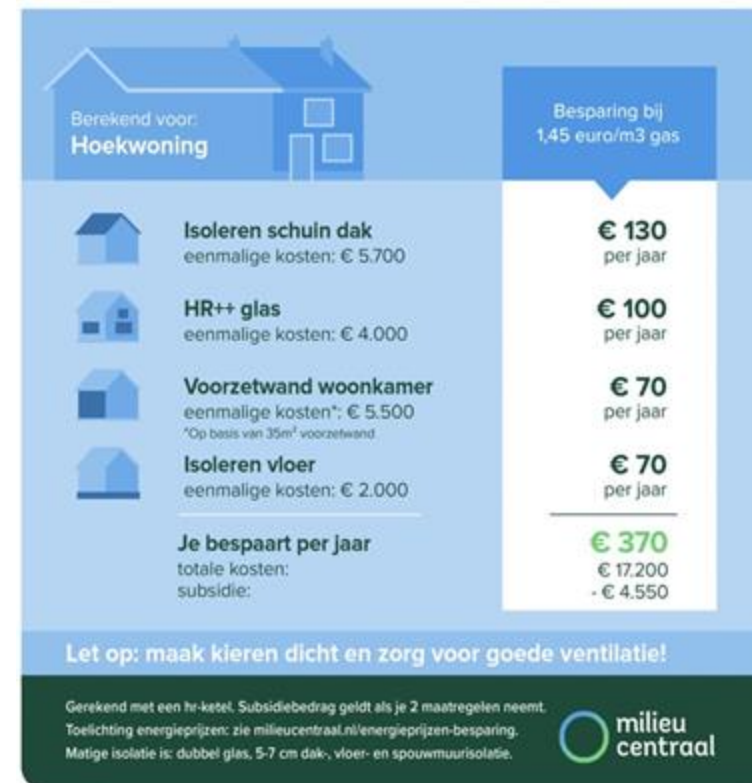 Berekend voor:
Hoekwoning
Besparing bij
1,45 euro/m3 gas
Isoleren schuin dak
eenmalige kosten: € 5.700
€ 130
per jaar
HR++ glas
eenmalige kosten: € 4.000
€ 100
per jaar
Voorzetwand woonkamer
eenmalige kosten*: € 5.500
*Op basis van 35m² voorzetwand
€ 70
per jaar
Isoleren vloer
eenmalige kosten: € 2.000
€ 70
per jaar
Je bespaart per jaar
€ 370
totale kosten:
€ 17.200
subsidie:
- € 4.550
Let op: maak kieren dicht en zorg voor goede ventilatie!
Gerekend met een hr-ketel. Subsidiebedrag geldt als je 2 maatregelen neemt.
Toelichting energieprijzen: zie milieucentraal.nl/energieprijzen-besparing.
Matige isolatie is: dubbel glas, 5-7 cm dak-, vloer- en spouwmuurisolatie.
milieu
centraal